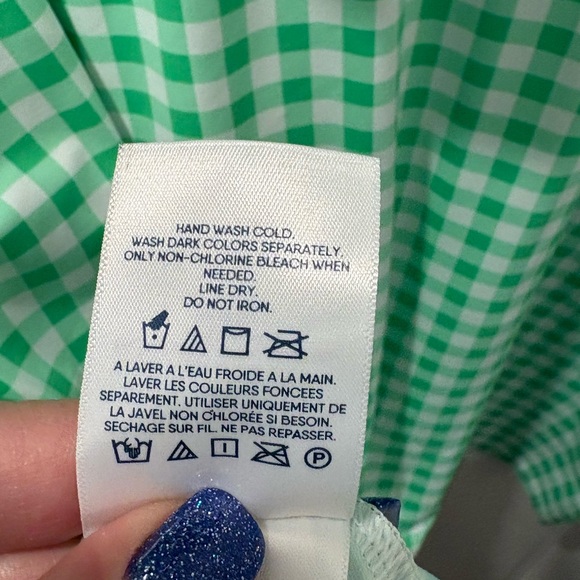 HAND WASH COLD.
WASH DARK COLORS SEPARATELY.
ONLY NON-CHLORINE BLEACH WHEN
NEEDED.
LINE DRY.
DO NOT IRON.
A LAVER A L'EAU FROIDE A LA MAIN.
LAVER LES COULEURS FONCEES
SEPAREMENT. UTILISER UNIQUEMENT DE
LA JAVEL NON CHLORÉE SI BESOIN.
SECHAGE SUR FIL. NE PAS REPASSER.
P